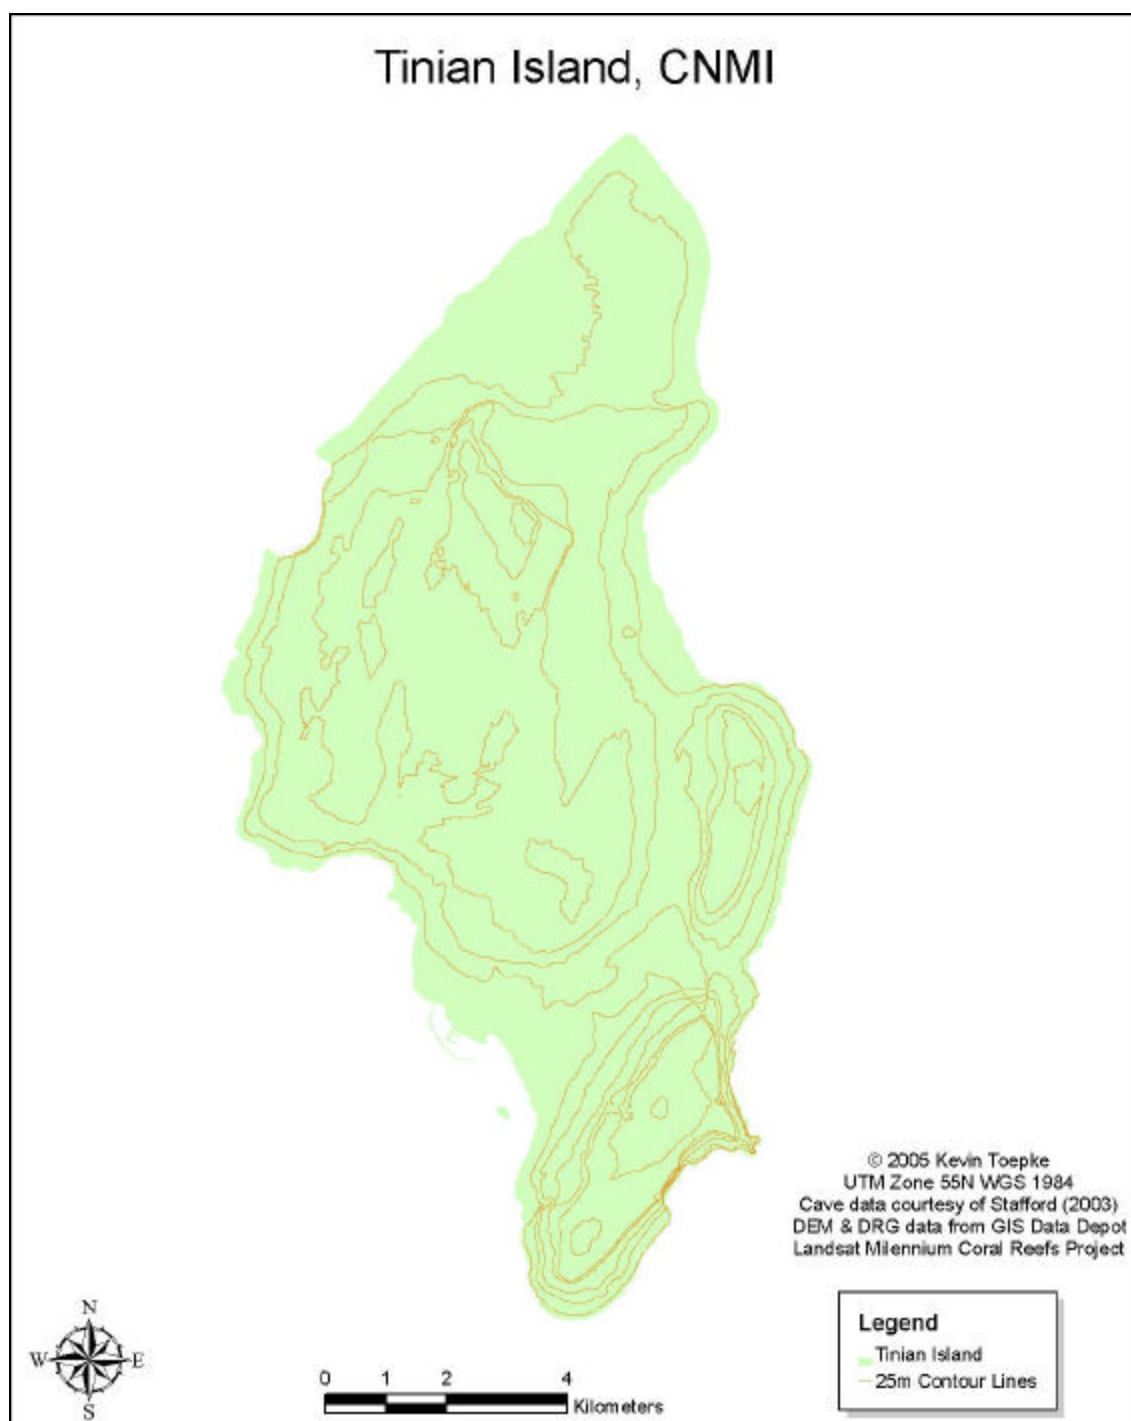 Tinian Island, CNMI
© 2005 Kevin Toepke
UTM Zone 55N WGS 1984
Cave data courtesy of Stafford (2003)
DEM & DRG data from GIS Data Depot
Landsat Milennium Coral Reefs Project
Legend
Tinian Island
25m Contour Lines
N
W E
S
0 1 2 4
Kilometers